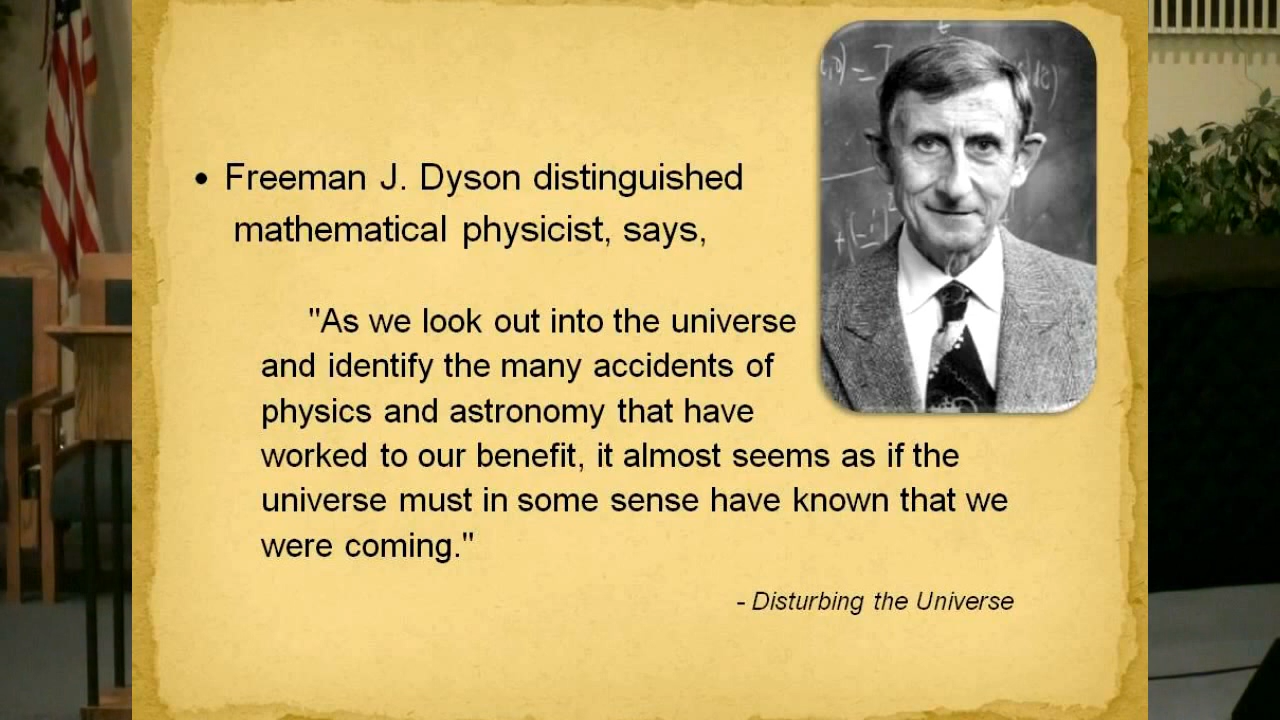 • Freeman J. Dyson distinguished
mathematical physicist, says,
"As we look out into the universe
and identify the many accidents of
physics and astronomy that have
worked to our benefit, it almost seems as if the
universe must in some sense have known that we
were coming."
- Disturbing the Universe